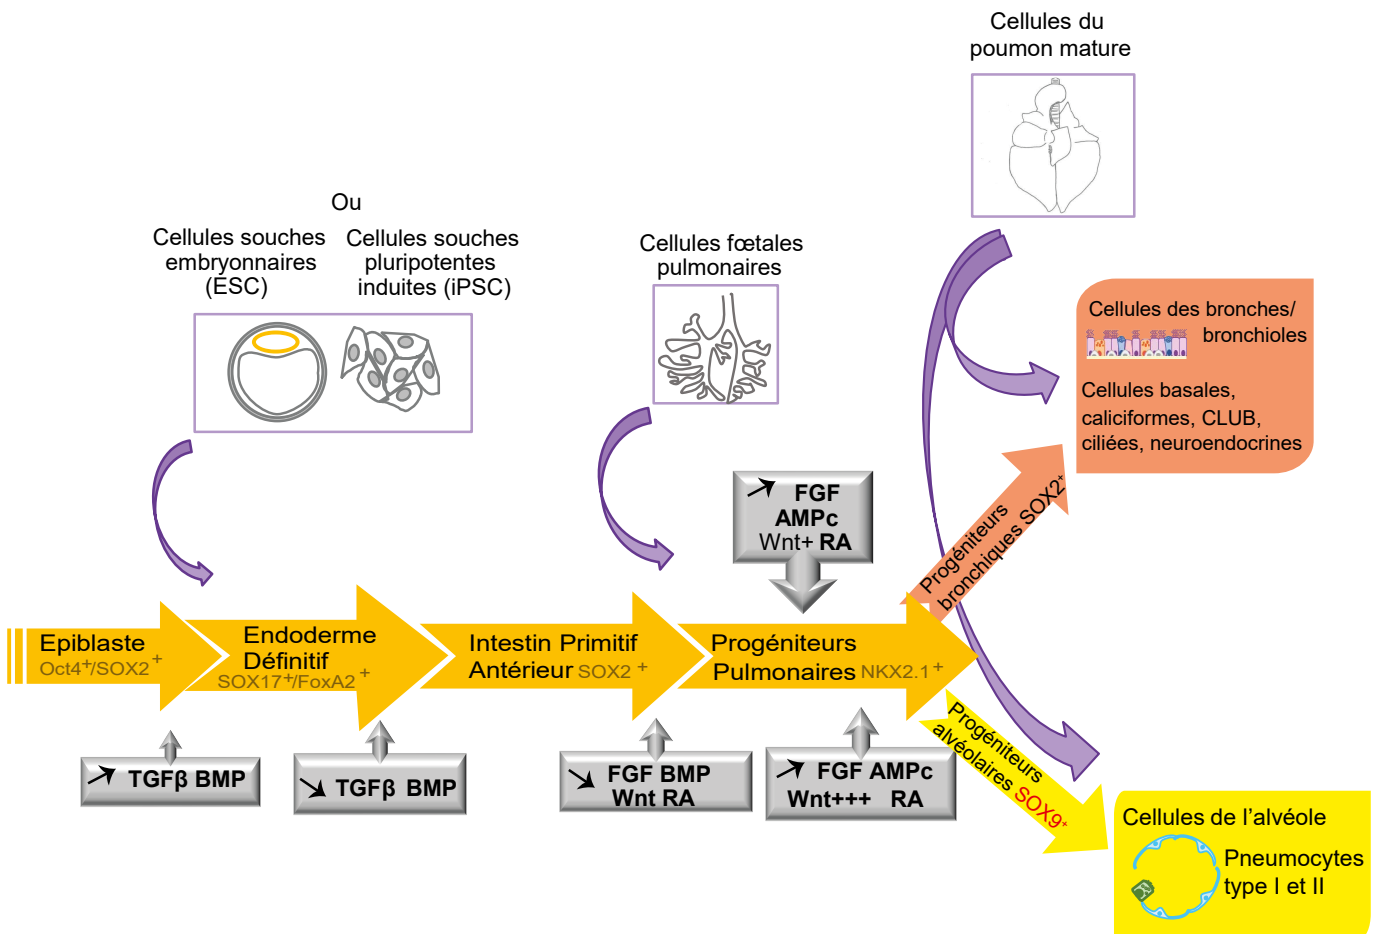 Cellules du
poumon mature
Ou
Cellules souches
embryonnaires
(ESC)
Cellules souches
pluripotentes
induites (iPSC)
Cellules fœtales
pulmonaires
Cellules des bronches/
bronchioles
Cellules basales,
caliciformes, CLUB,
ciliées, neuroendocrines
↗ FGF
AMPc
Wnt+ RA
Progéniteurs
bronchiques SOX2+
Epiblaste
Oct4+/SOX2+
Endoderme
Définitif
SOX17+/FoxA2+
Intestin Primitif
Antérieur SOX2 +
Progéniteurs
Pulmonaires NKX2.1+
Progéniteurs
alvéolaires SOX9+
↗ TGFβ BMP
↘ TGFβ BMP
↘ FGF BMP
Wnt RA
↗ FGF AMPc
Wnt+++ RA
Cellules de l'alvéole
Pneumocytes
type I et II